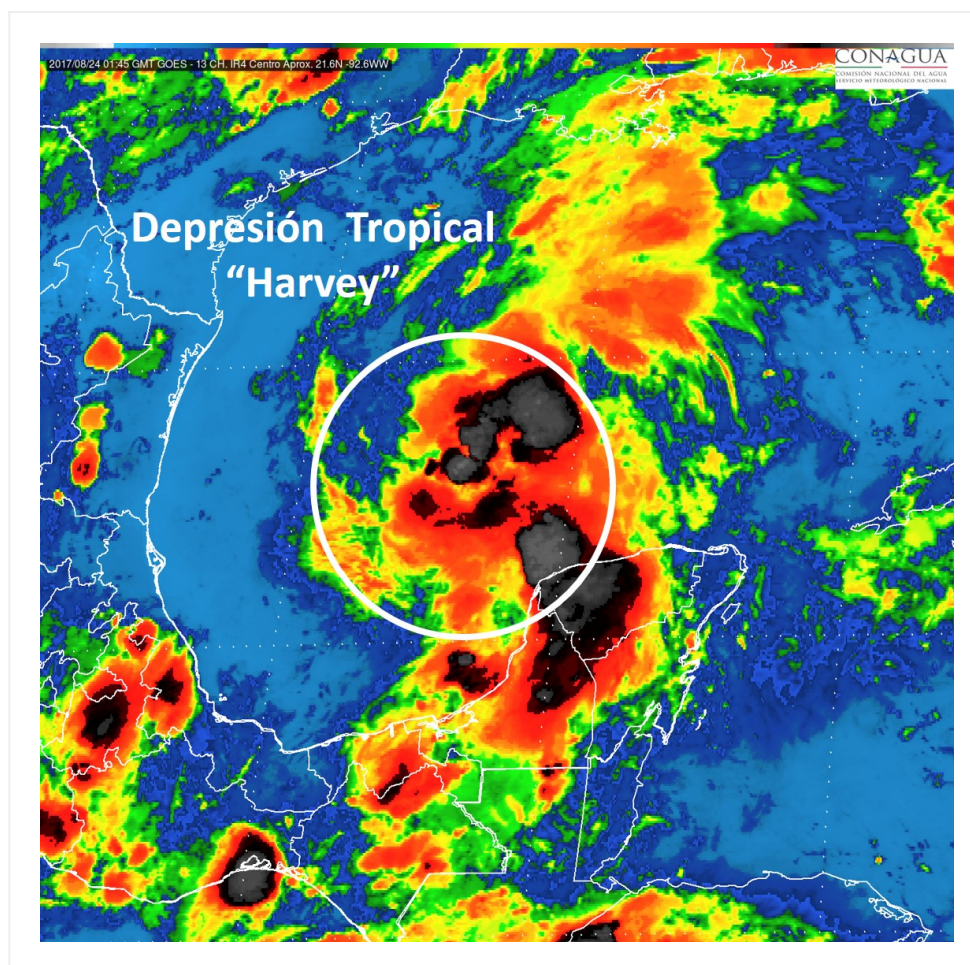 2017/08/24 01:45 GMT GOES - 13 CH. IR4 Centro Aprox. 21.6N -92.6WW
CONAGUA
COMISIÓN NACIONAL DEL AGUA
SERVICIO METEOROLÓGICO NACIONAL
Depresión Tropical
“Harvey”